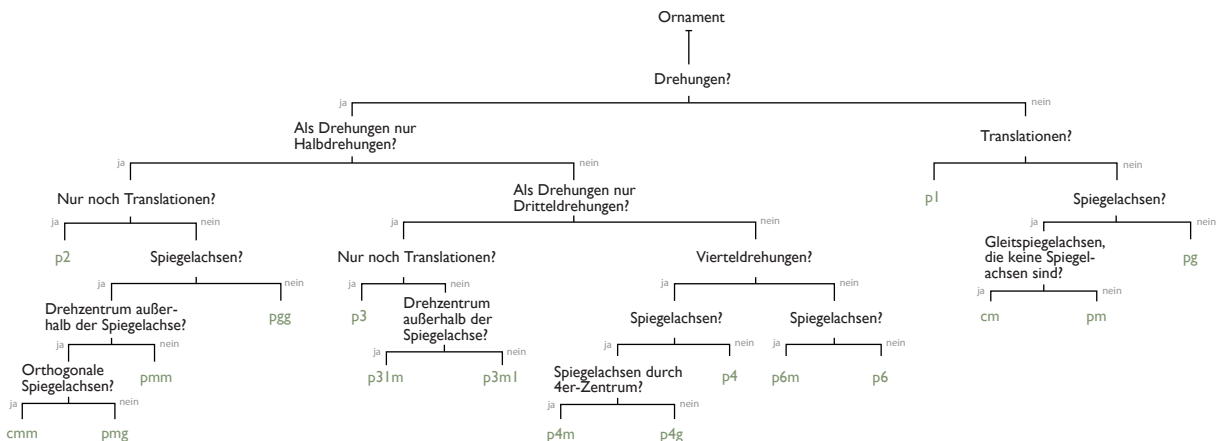 Ornament
Drehungen?
ja
nein
Als Drehungen nur
Halbdrehungen?
Translationen?
ja
nein
ja
nein
Nur noch Translationen?
Als Drehungen nur
Dritteldrehungen?
p1
Spiegelachsen?
ja
nein
ja
nein
ja
nein
p2
Spiegelachsen?
Nur noch Translationen?
Vierteldrehungen?
Gleitspiegelachsen,
die keine Spiegel-
achsen sind?
pg
ja
nein
ja
nein
ja
nein
ja
nein
Drehzentrum außer-
halb der Spiegelachse?
pgg
p3
Drehzentrum
außerhalb der
Spiegelachse?
Spiegelachsen?
Spiegelachsen?
cm
pm
ja
nein
ja
nein
ja
nein
ja
nein
Orthogonale
Spiegelachsen?
pmm
p31m
p3m1
Spiegelachsen durch
4er-Zentrum?
p4
p6m
p6
ja
nein
ja
nein
cmm
pmg
p4m
p4g